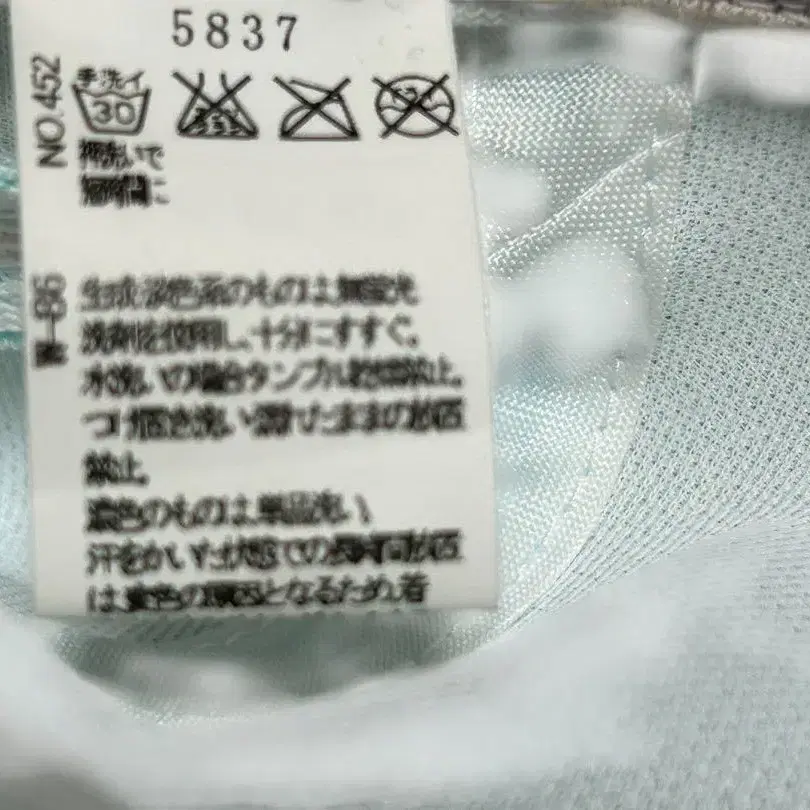 5837
NO.452
手洗イ
30
押洗いで
短時間に
W-86
生成・淡色系のものは無蛍光
洗剤を使用し、十分にすすぐ。
水洗いの場合タンブル乾燥禁止。
つけ置き洗い・濡れたままの放置
禁止。
濃色のものは単品洗い。
汗をかいた状態での長時間放置
は変色の原因となるため、着